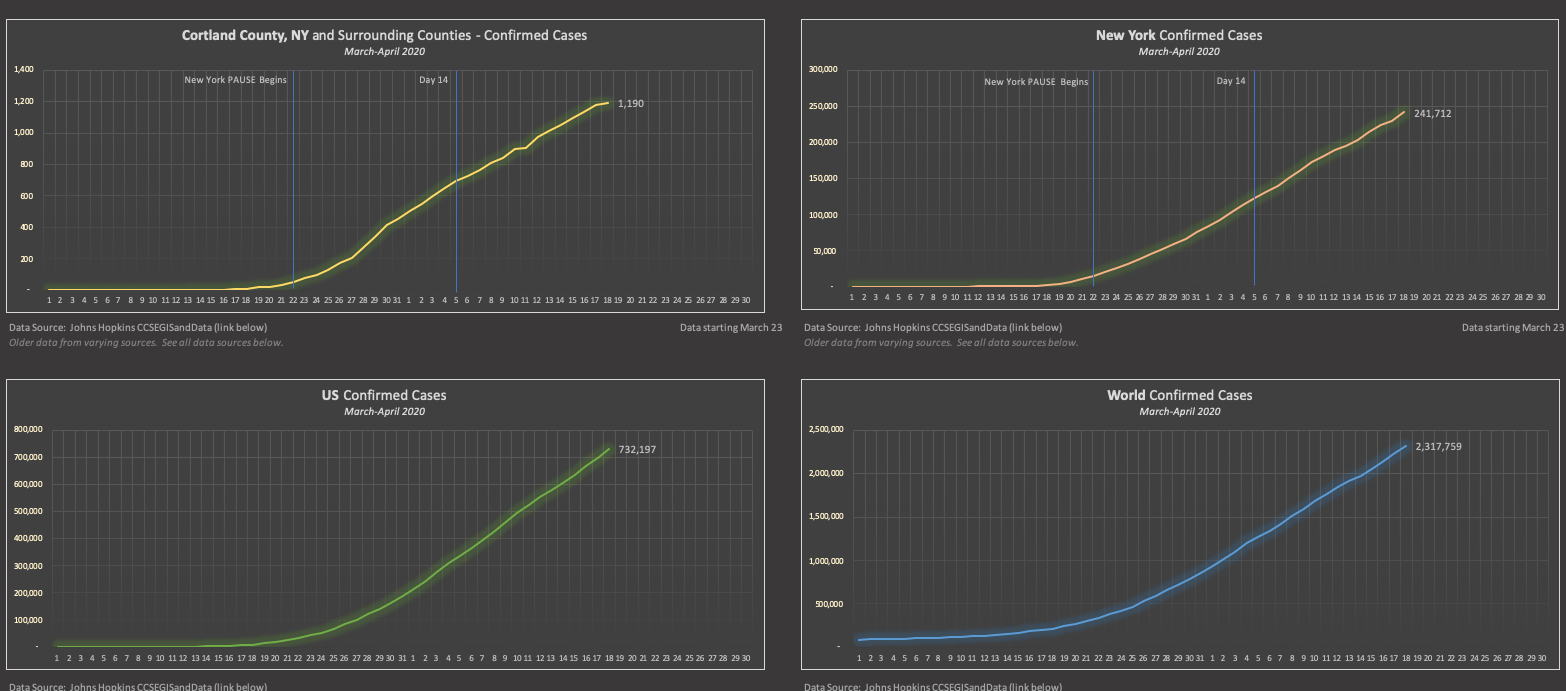 Cortland County, NY and Surrounding Counties - Confirmed Cases
March-April 2020
1,400
1,200
1,000
800
600
400
200
-
New York PAUSE Begins
Day 14
1,190
1 2 3 4 5 6 7 8 9 10 11 12 13 14 15 16 17 18 19 20 21 22 23 24 25 26 27 28 29 30 31 1 2 3 4 5 6 7 8 9 10 11 12 13 14 15 16 17 18 19 20 21 22 23 24 25 26 27 28 29 30
Data Source: Johns Hopkins CCSEGISandData (link below)
Data starting March 23
Older data from varying sources. See all data sources below.
New York Confirmed Cases
March-April 2020
300,000
250,000
200,000
150,000
100,000
50,000
-
New York PAUSE Begins
Day 14
241,712
1 2 3 4 5 6 7 8 9 10 11 12 13 14 15 16 17 18 19 20 21 22 23 24 25 26 27 28 29 30 31 1 2 3 4 5 6 7 8 9 10 11 12 13 14 15 16 17 18 19 20 21 22 23 24 25 26 27 28 29 30
Data Source: Johns Hopkins CCSEGISandData (link below)
Data starting March 23
Older data from varying sources. See all data sources below.
US Confirmed Cases
March-April 2020
800,000
700,000
600,000
500,000
400,000
300,000
200,000
100,000
-
732,197
1 2 3 4 5 6 7 8 9 10 11 12 13 14 15 16 17 18 19 20 21 22 23 24 25 26 27 28 29 30 31 1 2 3 4 5 6 7 8 9 10 11 12 13 14 15 16 17 18 19 20 21 22 23 24 25 26 27 28 29 30
Data Source: Johns Hopkins CCSEGISandData (link below)
World Confirmed Cases
March-April 2020
2,500,000
2,000,000
1,500,000
1,000,000
500,000
-
2,317,759
1 2 3 4 5 6 7 8 9 10 11 12 13 14 15 16 17 18 19 20 21 22 23 24 25 26 27 28 29 30 31 1 2 3 4 5 6 7 8 9 10 11 12 13 14 15 16 17 18 19 20 21 22 23 24 25 26 27 28 29 30
Data Source: Johns Hopkins CCSEGISandData (link below)